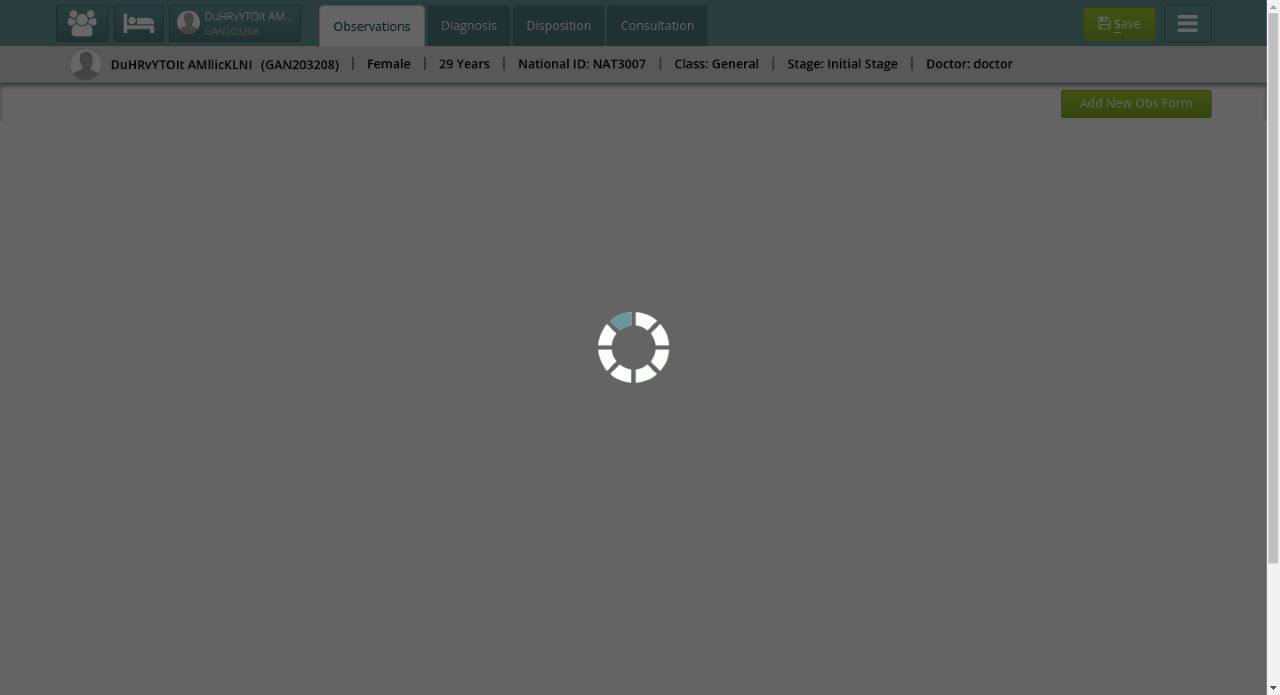 DuHRvYTOIt AM...
GAN203208
Observations
Diagnosis
Disposition
Consultation
Save
DuHRvYTOIt AMllicKLNI (GAN203208) | Female | 29 Years | National ID: NAT3007 | Class: General | Stage: Initial Stage | Doctor: doctor
Add New Obs Form